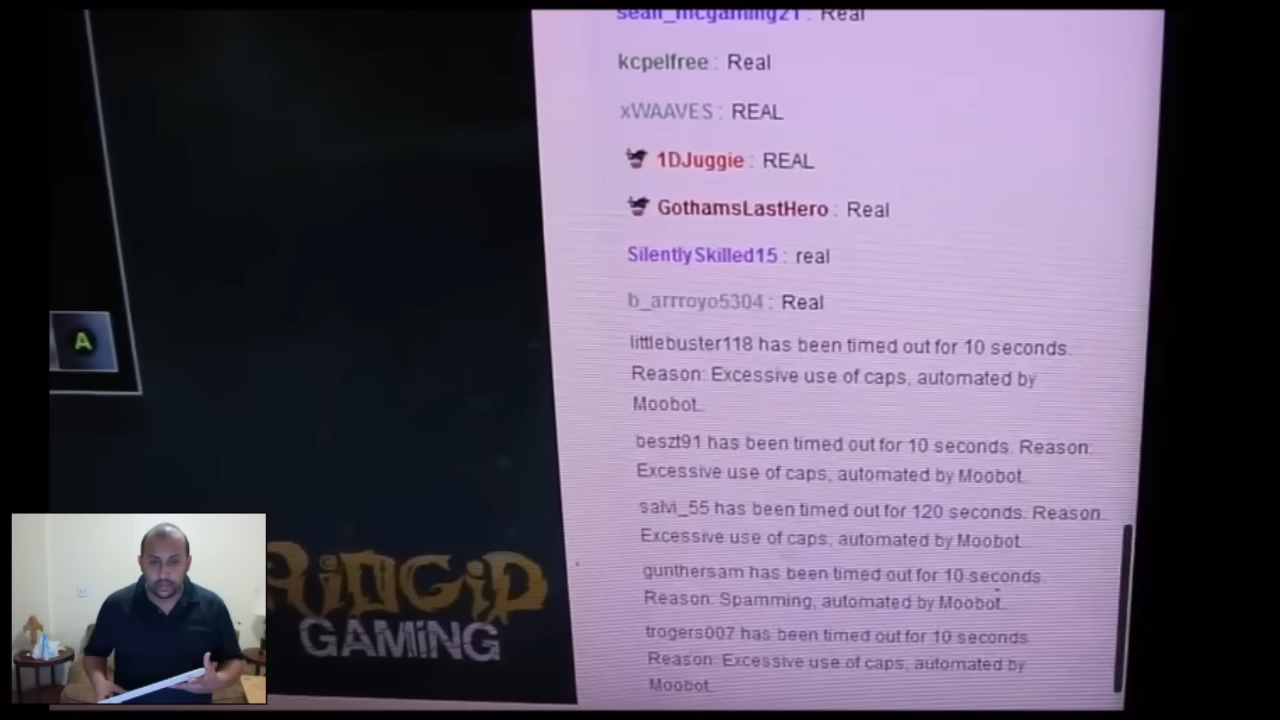 sean_mcgaming21 : Real
kcpelfree : Real
xWAAVES : REAL
1DJuggie : REAL
GothamsLastHero : Real
SilentlySkilled15 : real
b_arrroyo5304 : Real
littlebuster118 has been timed out for 10 seconds.
Reason: Excessive use of caps, automated by
Moobot.
beszt91 has been timed out for 10 seconds. Reason:
Excessive use of caps, automated by Moobot.
salvi_55 has been timed out for 120 seconds. Reason:
Excessive use of caps, automated by Moobot.
gunthersam has been timed out for 10 seconds.
Reason: Spamming, automated by Moobot.
trogers007 has been timed out for 10 seconds.
Reason: Excessive use of caps, automated by
Moobot.
A
RiDGiD
GAMiNG